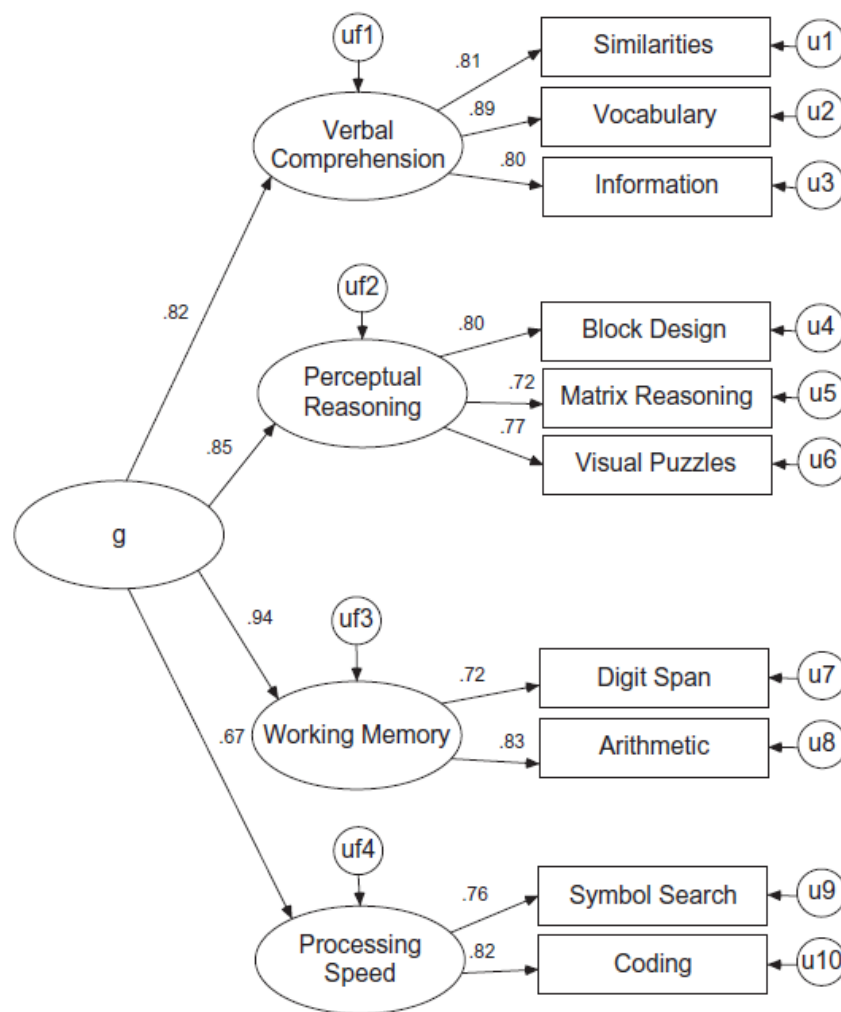 uf1
.81
Similarities
u1
Verbal
Comprehension
.89
Vocabulary
u2
.80
Information
u3
.82
uf2
.80
Block Design
u4
Perceptual
Reasoning
.72
Matrix Reasoning
u5
.77
Visual Puzzles
u6
.85
g
.94
uf3
.72
Digit Span
u7
.67
Working Memory
.83
Arithmetic
u8
uf4
.76
Symbol Search
u9
Processing
Speed
.82
Coding
u10